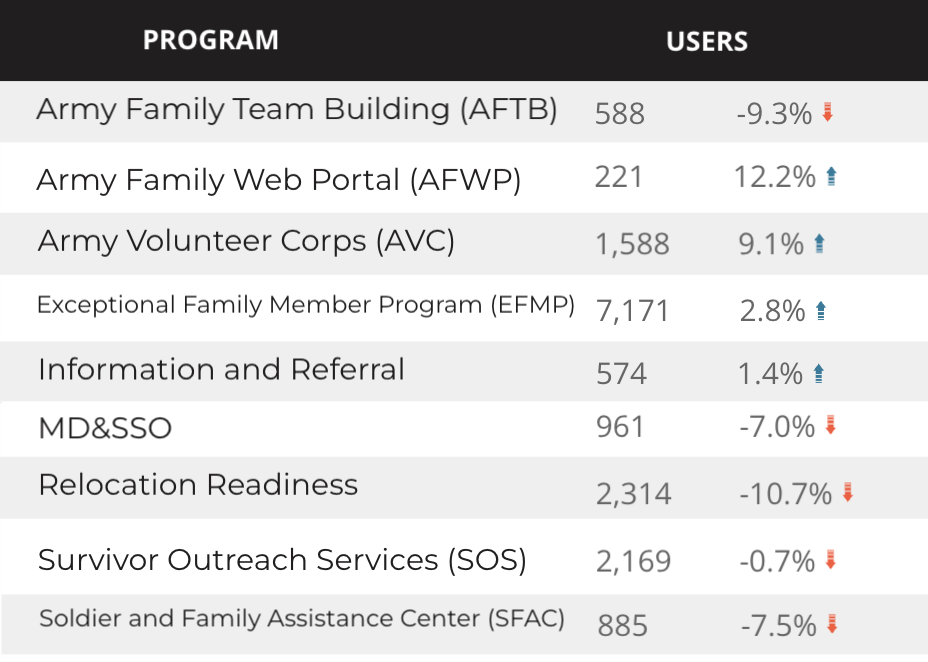 PROGRAM USERS
Army Family Team Building (AFTB) 588 -9.3%
Army Family Web Portal (AFWP) 221 12.2%
Army Volunteer Corps (AVC) 1,588 9.1%
Exceptional Family Member Program (EFMP) 7,171 2.8%
Information and Referral 574 1.4%
MD&SSO 961 -7.0%
Relocation Readiness 2,314 -10.7%
Survivor Outreach Services (SOS) 2,169 -0.7%
Soldier and Family Assistance Center (SFAC) 885 -7.5%